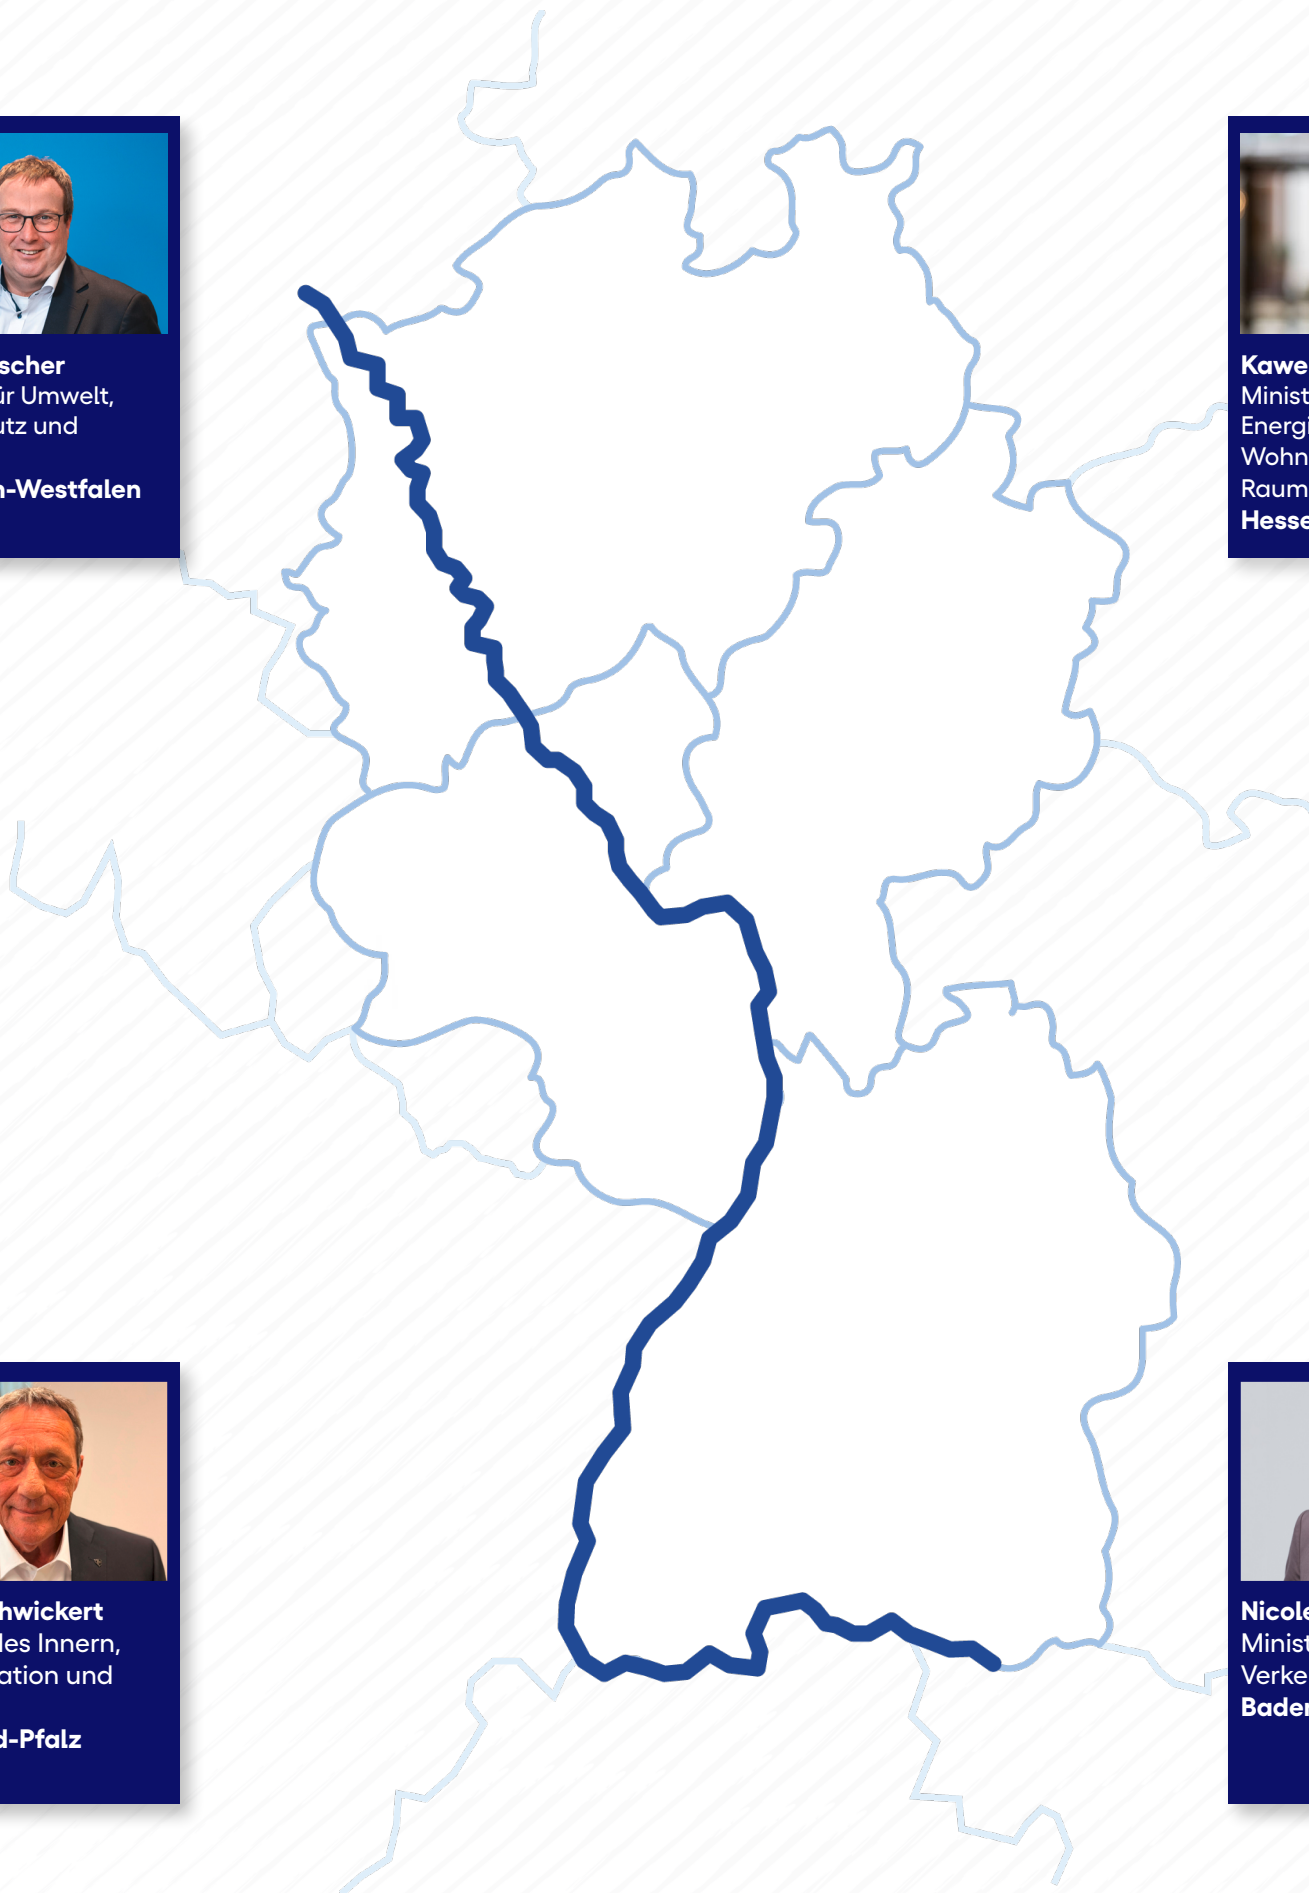 scher
ür Umwelt,
utz und
n-Westfalen
Kawe
Minist
Energi
Wohn
Raum
Hesse
hwickert
des Innern,
ation und
d-Pfalz
Nicole
Minist
Verke
Baden